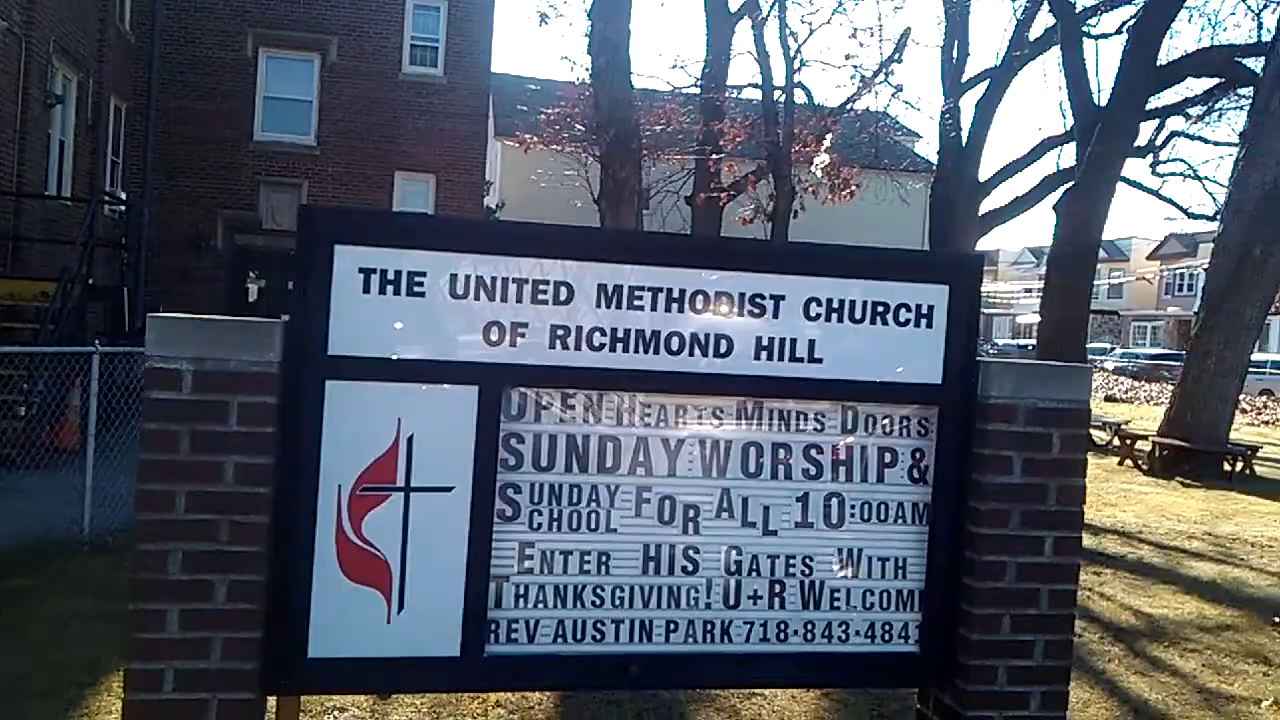 THE UNITED METHODIST CHURCH
OF RICHMOND HILL
OPEN HEARTS MINDS DOORS
SUNDAY WORSHIP &
SUNDAY SCHOOL FOR ALL 10:00AM
ENTER HIS GATES WITH
THANKSGIVING! U+R WELCOME
REV AUSTIN PARK 718-843-484